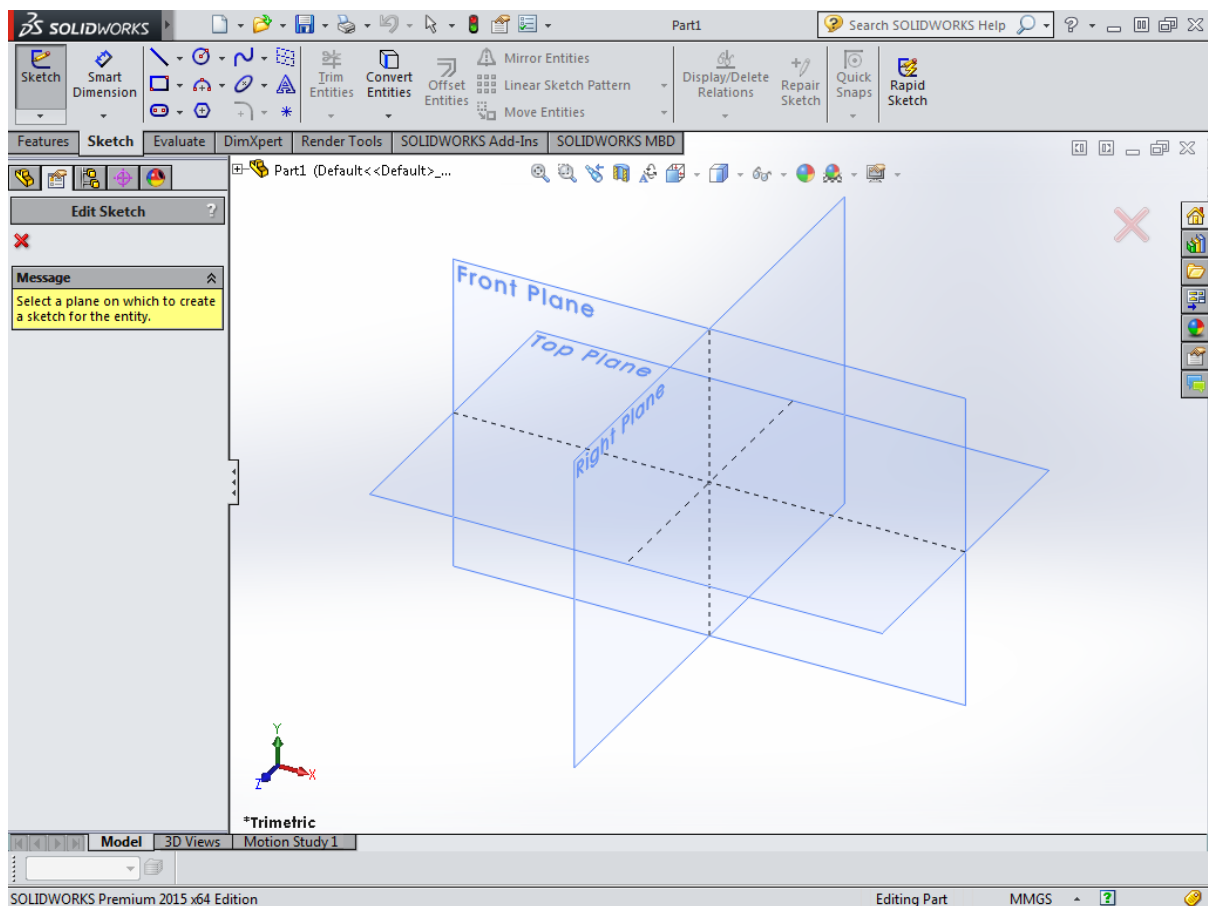 SOLIDWORKS
Part1
Search SOLIDWORKS Help
Sketch
Smart
Dimension
Trim
Entities
Convert
Entities
Offset
Entities
Mirror Entities
Linear Sketch Pattern
Move Entities
Display/Delete
Relations
Repair
Sketch
Quick
Snaps
Rapid
Sketch
Features Sketch Evaluate DimXpert Render Tools SOLIDWORKS Add-Ins SOLIDWORKS MBD
Part1 (Default<<Default>_...
Edit Sketch ?
Message
Select a plane on which to create
a sketch for the entity.
Front Plane
Top Plane
Right Plane
Y
X
Z
*Trimetric
Model 3D Views Motion Study 1
SOLIDWORKS Premium 2015 x64 Edition Editing Part MMGS ?